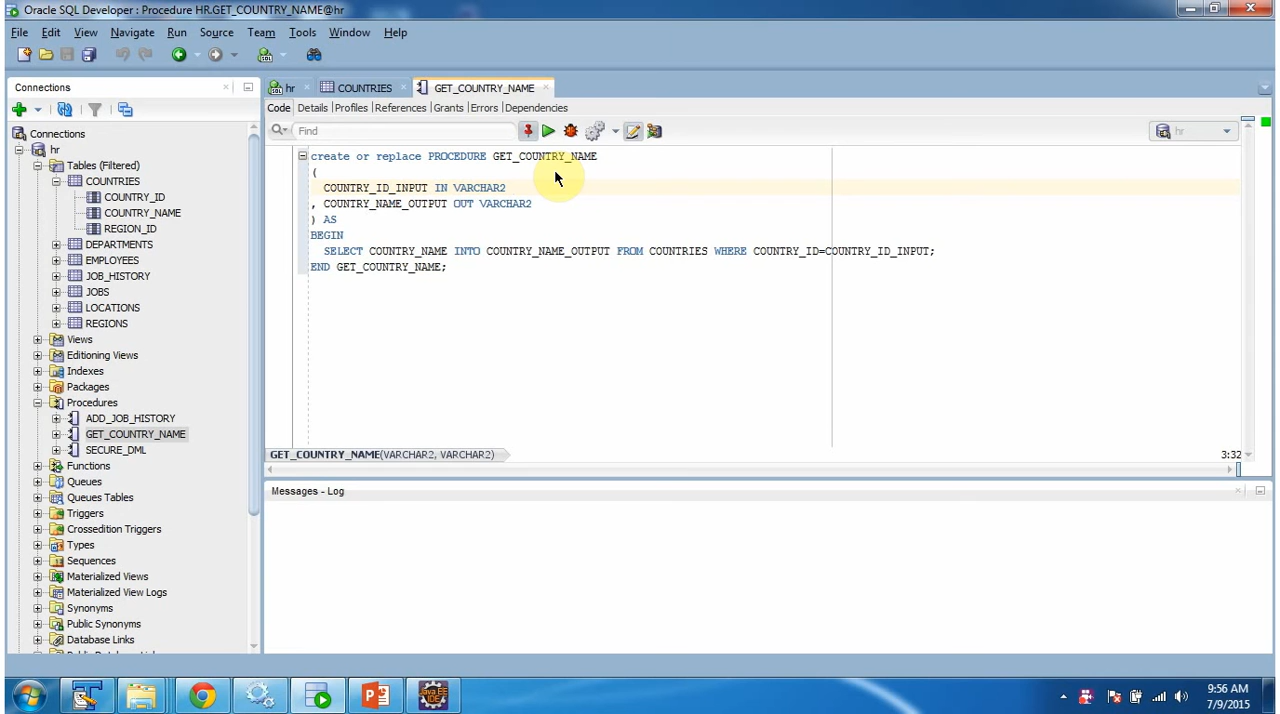 Oracle SQL Developer : Procedure HR.GET_COUNTRY_NAME@hr
File Edit View Navigate Run Source Team Tools Window Help
Connections
hr COUNTRIES GET_COUNTRY_NAME
Code Details Profiles References Grants Errors Dependencies
Find
hr
Connections
hr
Tables (Filtered)
COUNTRIES
COUNTRY_ID
COUNTRY_NAME
REGION_ID
DEPARTMENTS
EMPLOYEES
JOB_HISTORY
JOBS
LOCATIONS
REGIONS
Views
Editioning Views
Indexes
Packages
Procedures
ADD_JOB_HISTORY
GET_COUNTRY_NAME
SECURE_DML
Functions
Queues
Queues Tables
Triggers
Crossedition Triggers
Types
Sequences
Materialized Views
Materialized View Logs
Synonyms
Public Synonyms
Database Links
create or replace PROCEDURE GET_COUNTRY_NAME
(
COUNTRY_ID_INPUT IN VARCHAR2
, COUNTRY_NAME_OUTPUT OUT VARCHAR2
) AS
BEGIN
SELECT COUNTRY_NAME INTO COUNTRY_NAME_OUTPUT FROM COUNTRIES WHERE COUNTRY_ID=COUNTRY_ID_INPUT;
END GET_COUNTRY_NAME;
GET_COUNTRY_NAME(VARCHAR2, VARCHAR2)
3:32
Messages - Log
Java EE
IDE
9:56 AM
7/9/2015